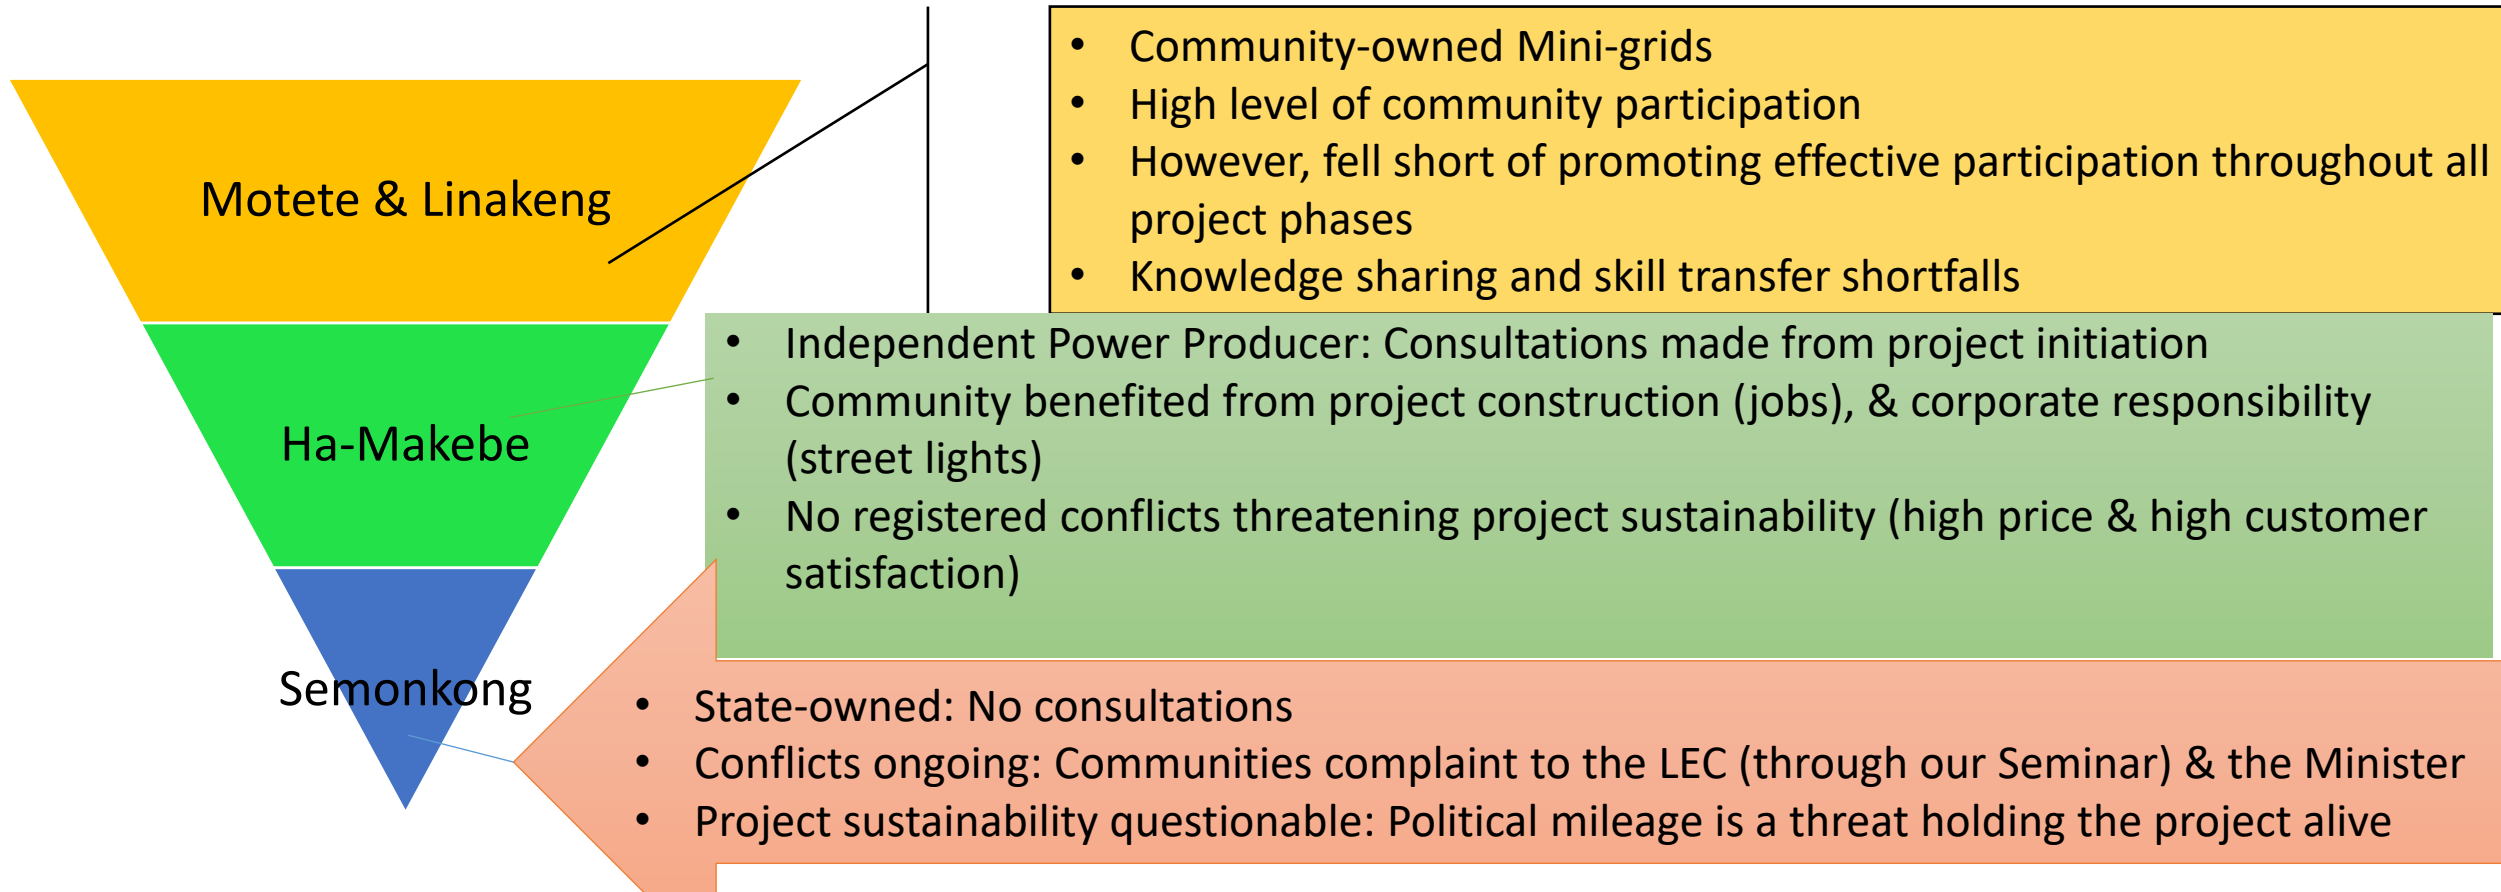 Motete & Linakeng
• Community-owned Mini-grids
• High level of community participation
• However, fell short of promoting effective participation throughout all
project phases
• Knowledge sharing and skill transfer shortfalls
Ha-Makebe
• Independent Power Producer: Consultations made from project initiation
• Community benefited from project construction (jobs), & corporate responsibility
(street lights)
• No registered conflicts threatening project sustainability (high price & high customer
satisfaction)
Semonkong
• State-owned: No consultations
• Conflicts ongoing: Communities complaint to the LEC (through our Seminar) & the Minister
• Project sustainability questionable: Political mileage is a threat holding the project alive